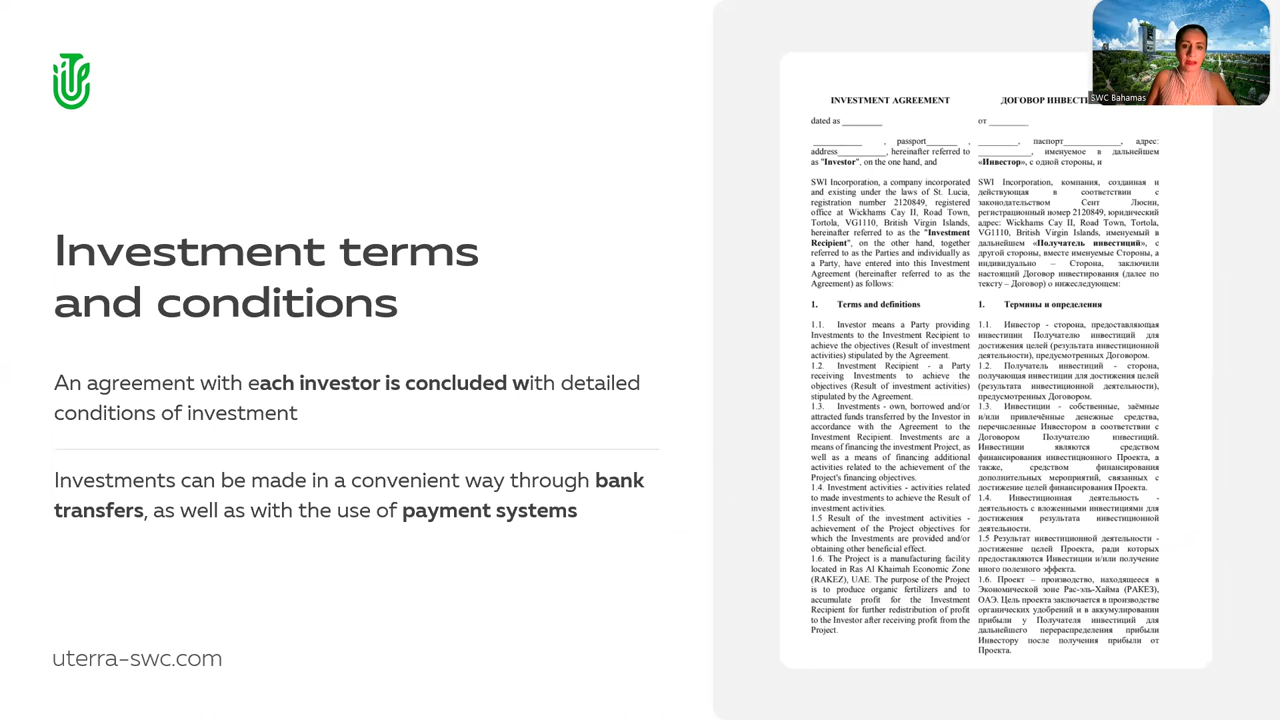 Investment terms
and conditions
An agreement with each investor is concluded with detailed
conditions of investment
Investments can be made in a convenient way through bank
transfers, as well as with the use of payment systems
uterra-swc.com
INVESTMENT AGREEMENT
dated as ________
__________ , passport_______ ,
address___________, hereinafter referred to
as "Investor", on the one hand, and
SWI Incorporation, a company incorporated
and existing under the laws of St. Lucia,
registration number 2120849, registered
office at Wickhams Cay II, Road Town,
Tortola, VG1110, British Virgin Islands,
hereinafter referred to as the "Investment
Recipient", on the other hand, together
referred to as the Parties and individually as
a Party, have entered into this Investment
Agreement (hereinafter referred to as the
Agreement) as follows:
1. Terms and definitions
1.1. Investor means a Party providing
Investments to the Investment Recipient to
achieve the objectives (Result of investment
activities) stipulated by the Agreement.
1.2. Investment Recipient - a Party
receiving Investments to achieve the
objectives (Result of investment activities)
stipulated by the Agreement.
1.3. Investments - own, borrowed and/or
attracted funds transferred by the Investor in
accordance with the Agreement to the
Investment Recipient. Investments are a
means of financing the investment Project, as
well as a means of financing additional
activities related to the achievement of the
Project's financing objectives.
1.4. Investment activities - activities related
to made investments to achieve the Result of
investment activities.
1.5 Result of the investment activities -
achievement of the Project objectives for
which the Investments are provided and/or
obtaining other beneficial effect.
1.6. The Project is a manufacturing facility
located in Ras Al Khaimah Economic Zone
(RAKEZ), UAE. The purpose of the Project
is to produce organic fertilizers and to
accumulate profit for the Investment
Recipient for further redistribution of profit
to the Investor after receiving profit from the
Project.
ДОГОВОР ИНВЕСТИ
от ________
________, паспорт____________, адрес:
____________, именуемое в дальнейшем
«Инвестор», с одной стороны, и
SWI Incorporation, компания, созданная и
действующая в соответствии с
законодательством Сент Люсии,
регистрационный номер 2120849, юридический
адрес: Wickhams Cay II, Road Town, Tortola,
VG1110, British Virgin Islands, именуемый в
дальнейшем «Получатель инвестиций», с
другой стороны, вместе именуемые Стороны, а
индивидуально – Сторона, заключили
настоящий Договор инвестирования (далее по
тексту – Договор) о нижеследующем:
1. Термины и определения
1.1. Инвестор - сторона, предоставляющая
инвестиции Получателю инвестиций для
достижения целей (результата инвестиционной
деятельности), предусмотренных Договором.
1.2. Получатель инвестиций - сторона,
получающая инвестиции для достижения целей
(результата инвестиционной деятельности),
предусмотренных Договором.
1.3. Инвестиции - собственные, заёмные
и/или привлечённые денежные средства,
перечисленные Инвестором в соответствии с
Договором Получателю инвестиций.
Инвестиции являются средством
финансирования инвестиционного Проекта, а
также, средством финансирования
дополнительных мероприятий, связанных с
достижение целей финансирования Проекта.
1.4. Инвестиционная деятельность -
деятельность с вложенными инвестициями для
достижения результата инвестиционной
деятельности.
1.5 Результат инвестиционной деятельности -
достижение целей Проекта, ради которых
предоставляются Инвестиции и/или получение
иного полезного эффекта.
1.6. Проект – производство, находящееся в
Экономической зоне Рас-эль-Хайма (РАКЕЗ),
ОАЭ. Цель проекта заключается в производстве
органических удобрений и в аккумулировании
прибыли у Получателя инвестиций для
дальнейшего перераспределения прибыли
Инвестору после получения прибыли от
Проекта.
SWC Bahamas